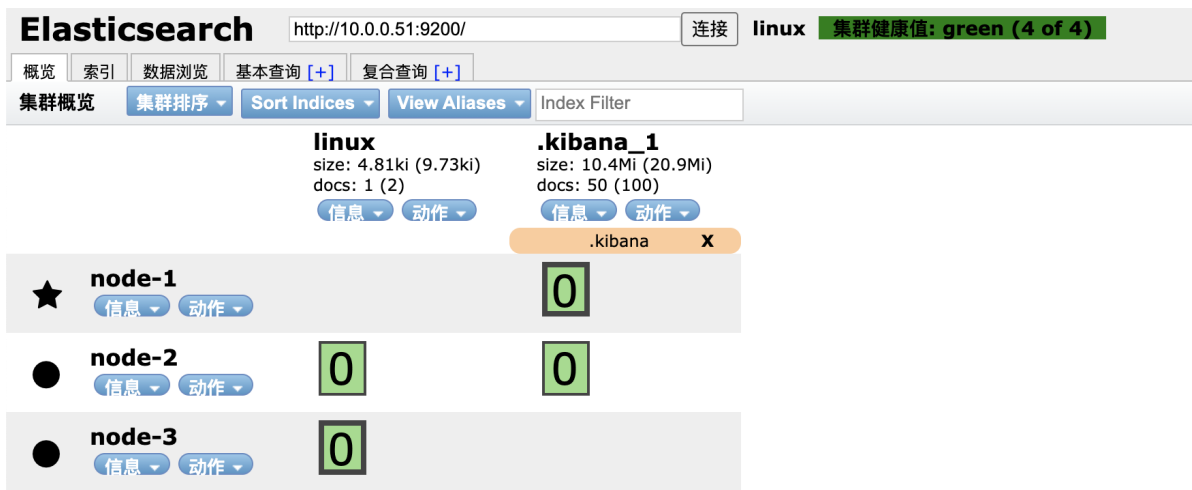 Elasticsearch http://10.0.0.51:9200/ 连接 linux 集群健康值: green (4 of 4)
概览 索引 数据浏览 基本查询 [+] 复合查询 [+]
集群概览 集群排序 Sort Indices View Aliases Index Filter
linux .kibana_1
size: 4.81ki (9.73ki) size: 10.4Mi (20.9Mi)
docs: 1 (2) docs: 50 (100)
信息 动作 信息 动作
.kibana X
node-1 0
信息 动作
node-2 0 0
信息 动作
node-3 0
信息 动作